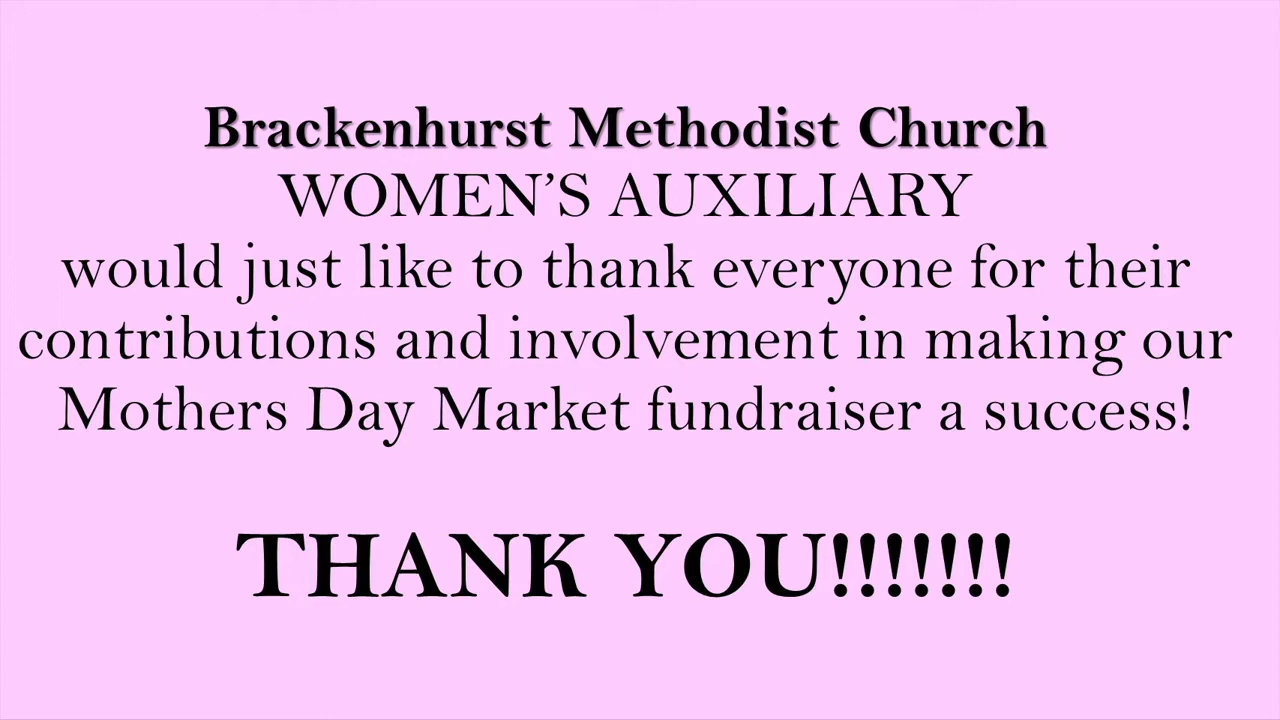 Brackenhurst Methodist Church
WOMEN’S AUXILIARY
would just like to thank everyone for their
contributions and involvement in making our
Mothers Day Market fundraiser a success!
THANK YOU!!!!!!!